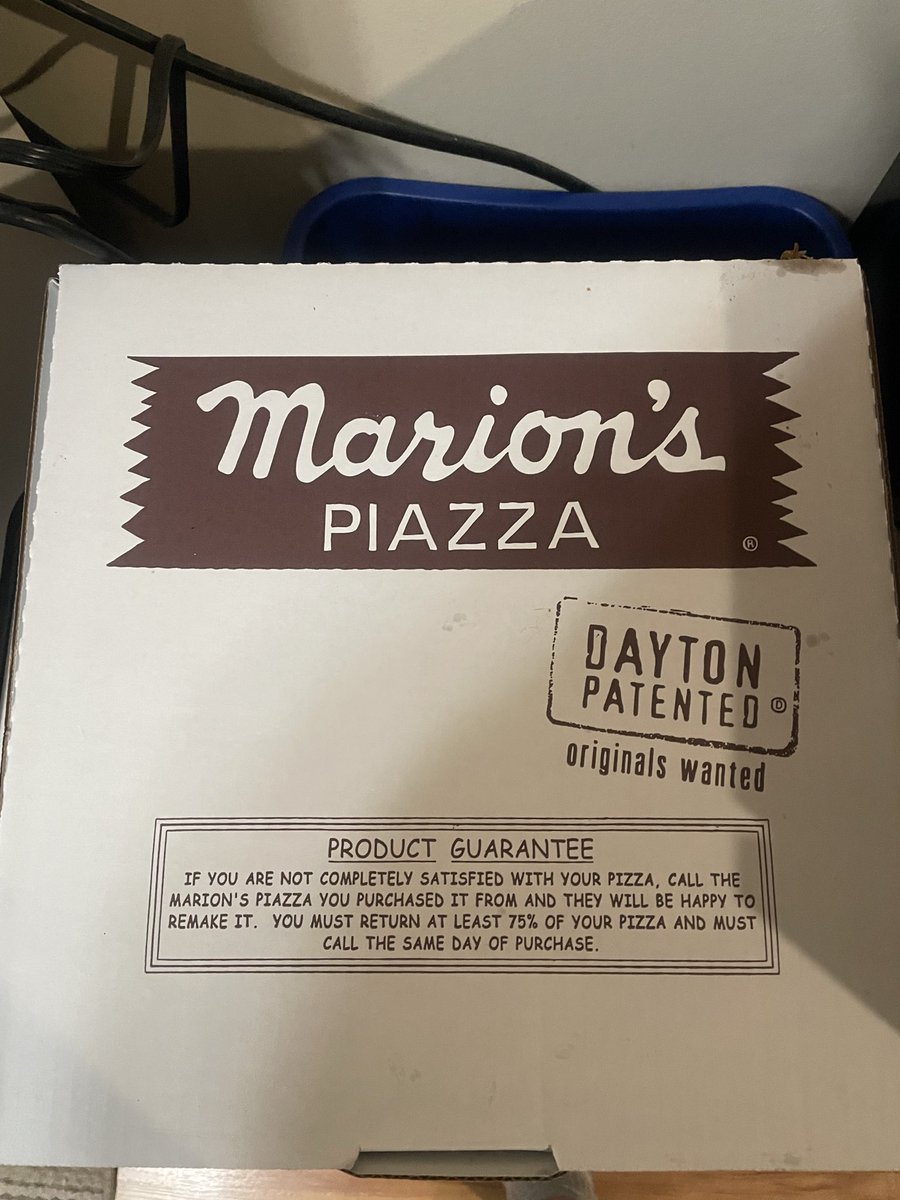 Marion's
PIAZZA ®
DAYTON
PATENTED Ⓓ
originals wanted
PRODUCT GUARANTEE
IF YOU ARE NOT COMPLETELY SATISFIED WITH YOUR PIZZA, CALL THE
MARION'S PIAZZA YOU PURCHASED IT FROM AND THEY WILL BE HAPPY TO
REMAKE IT. YOU MUST RETURN AT LEAST 75% OF YOUR PIZZA AND MUST
CALL THE SAME DAY OF PURCHASE.